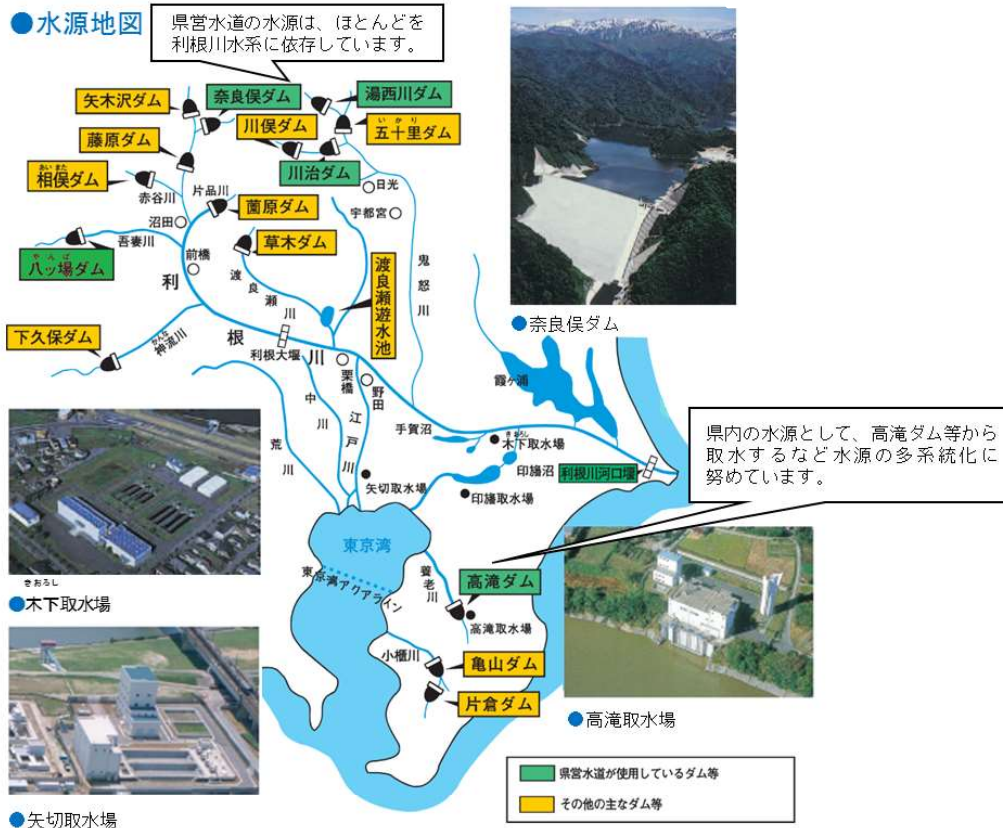 ●水源地図
県営水道の水源は、ほとんどを
利根川水系に依存しています。
矢木沢ダム
奈良俣ダム
湯西川ダム
藤原ダム
川俣ダム
いかり
五十里ダム
川治ダム
あいまた
相俣ダム
赤谷川
片品川
薗原ダム
日光
宇都宮
沼田
吾妻川
やんば
八ッ場ダム
前橋
草木ダム
渡良瀬川
渡良瀬遊水池
鬼怒川
利根川
下久保ダム
かんな
神流川
利根大堰
栗橋
野田
中川
江戸川
荒川
●奈良俣ダム
霞ヶ浦
手賀沼
きおろし
木下取水場
印旛沼
利根川河口堰
矢切取水場
印旛取水場
県内の水源として、高滝ダム等から
取水するなど水源の多系統化に
努めています。
東京湾
東京湾アクアライン
養老川
高滝ダム
高滝取水場
小櫃川
亀山ダム
片倉ダム
きおろし
●木下取水場
●高滝取水場
●矢切取水場
県営水道が使用しているダム等
その他の主なダム等